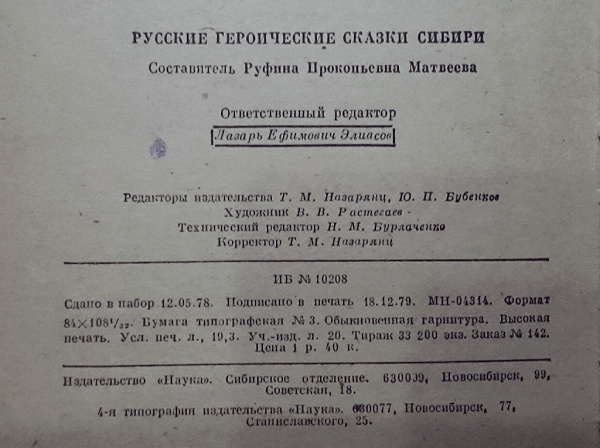 РУССКИЕ ГЕРОИЧЕСКИЕ СКАЗКИ СИБИРИ
Составитель Руфина Прокопьевна Матвеева
Ответственный редактор
Лазарь Ефимович Элиасов
Редакторы издательства Т. М. Назарянц, Ю. П. Бубенков
Художник В. В. Растегаев
Технический редактор Н. М. Бурлаченко
Корректор Т. М. Назарянц
ИБ № 10208
Сдано в набор 12.05.78. Подписано в печать 18.12.79. МН-04314. Формат
84×108¹/₃₂. Бумага типографская № 3. Обыкновенная гарнитура. Высокая
печать. Усл. печ. л., 19,3. Уч.-изд. л. 20. Тираж 33 200 экз. Заказ № 142.
Цена 1 р. 40 к.
Издательство «Наука». Сибирское отделение. 630099, Новосибирск, 99,
Советская, 18.
4-я типография издательства «Наука». 630077, Новосибирск, 77,
Станиславского, 25.